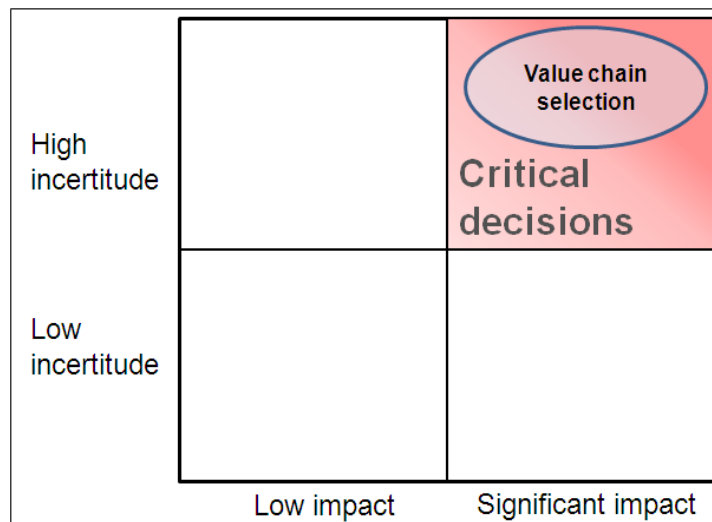 Value chain
selection
High
incertitude
Critical
decisions
Low
incertitude
Low impact
Significant impact